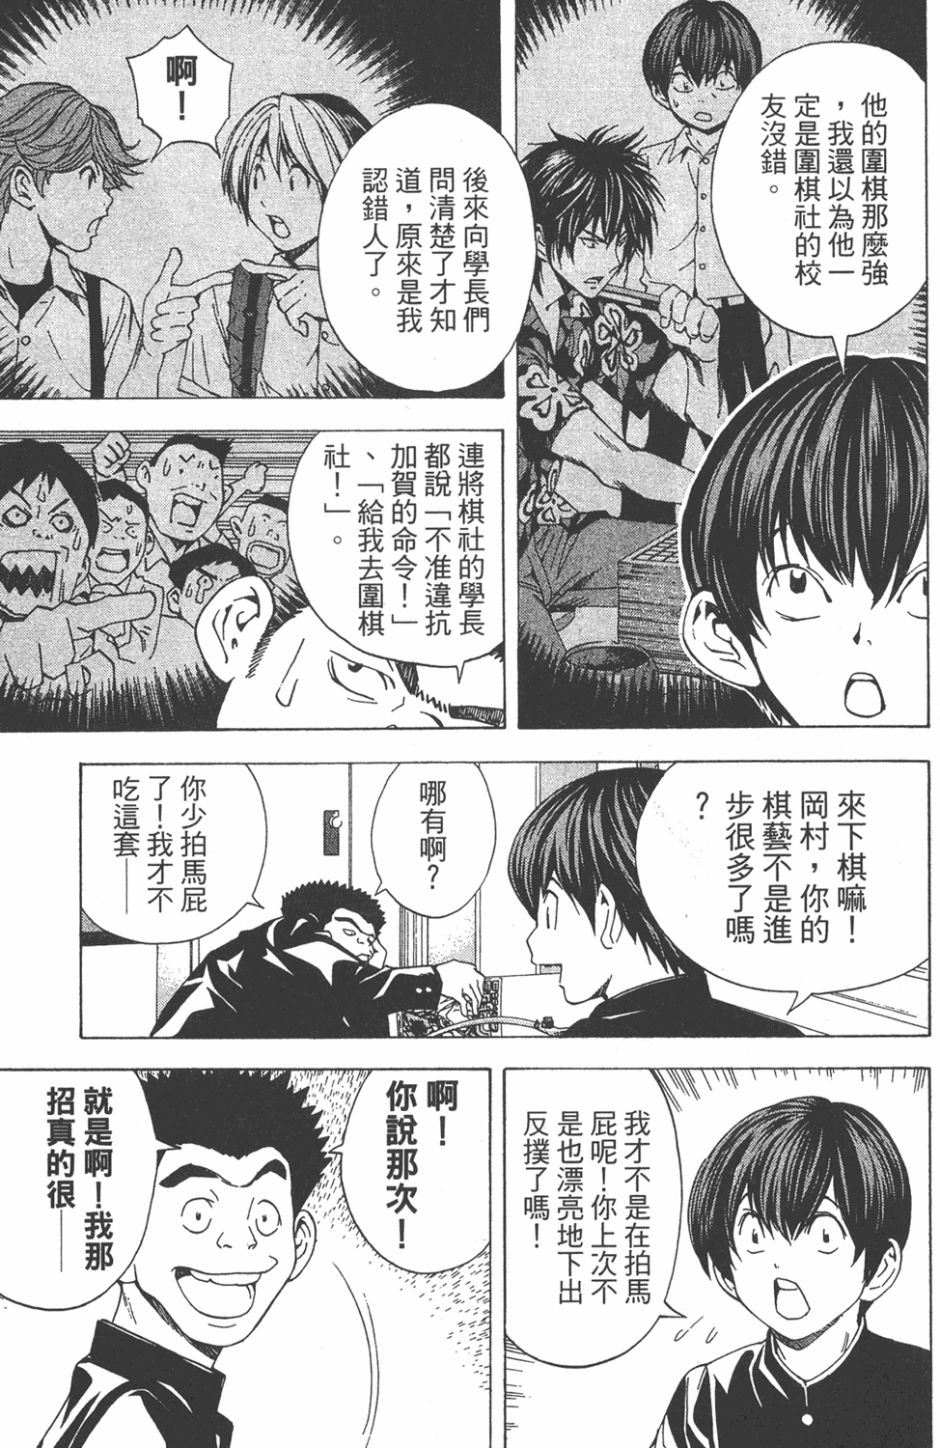 他的圍棋那麼強
，我還以為他一
定是圍棋社的校
友沒錯。
啊！
後來向學長們
問清楚了才知
道，原來是我
認錯人了。
連將棋社的學長
都說「不准違抗
加賀的命令！」
、「給我去圍棋
社！」。
來下棋嘛！
岡村，你的
棋藝不是進
步很多了嗎
？
哪有啊？
你少拍馬屁
了！我才不
吃這套——
我才不是在拍馬
屁呢！你上次不
是也漂亮地下出
反撲了嗎！
啊！
你說那次！
就是啊！我那
招真的很——